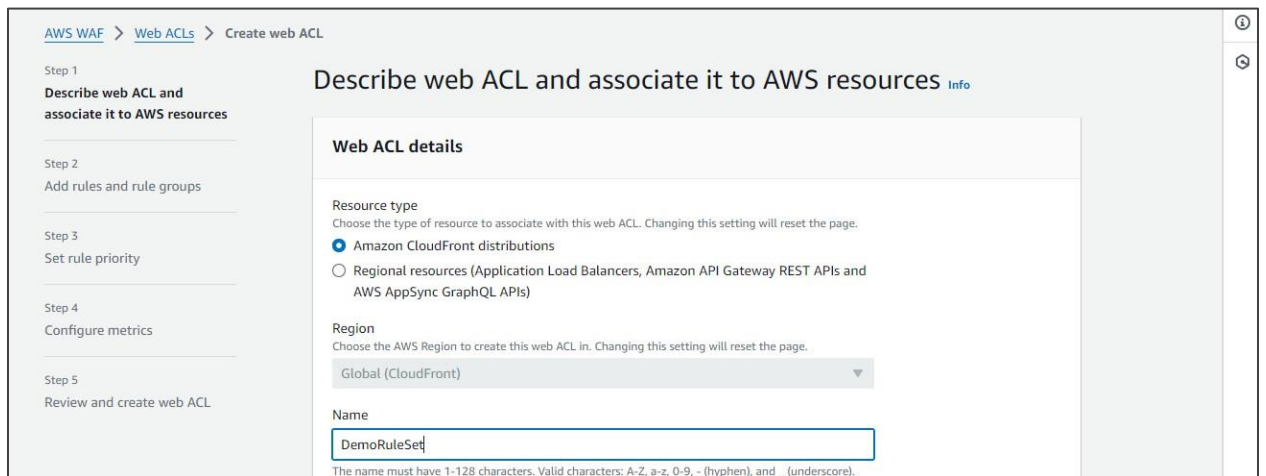 AWS WAF > Web ACLs > Create web ACL
Step 1
Describe web ACL and
associate it to AWS resources
Step 2
Add rules and rule groups
Step 3
Set rule priority
Step 4
Configure metrics
Step 5
Review and create web ACL
Describe web ACL and associate it to AWS resources Info
Web ACL details
Resource type
Choose the type of resource to associate with this web ACL. Changing this setting will reset the page.
Amazon CloudFront distributions
Regional resources (Application Load Balancers, Amazon API Gateway REST APIs and
AWS AppSync GraphQL APIs)
Region
Choose the AWS Region to create this web ACL in. Changing this setting will reset the page.
Global (CloudFront)
Name
DemoRuleSet
The name must have 1-128 characters. Valid characters: A-Z, a-z, 0-9, - (hyphen), and _ (underscore).